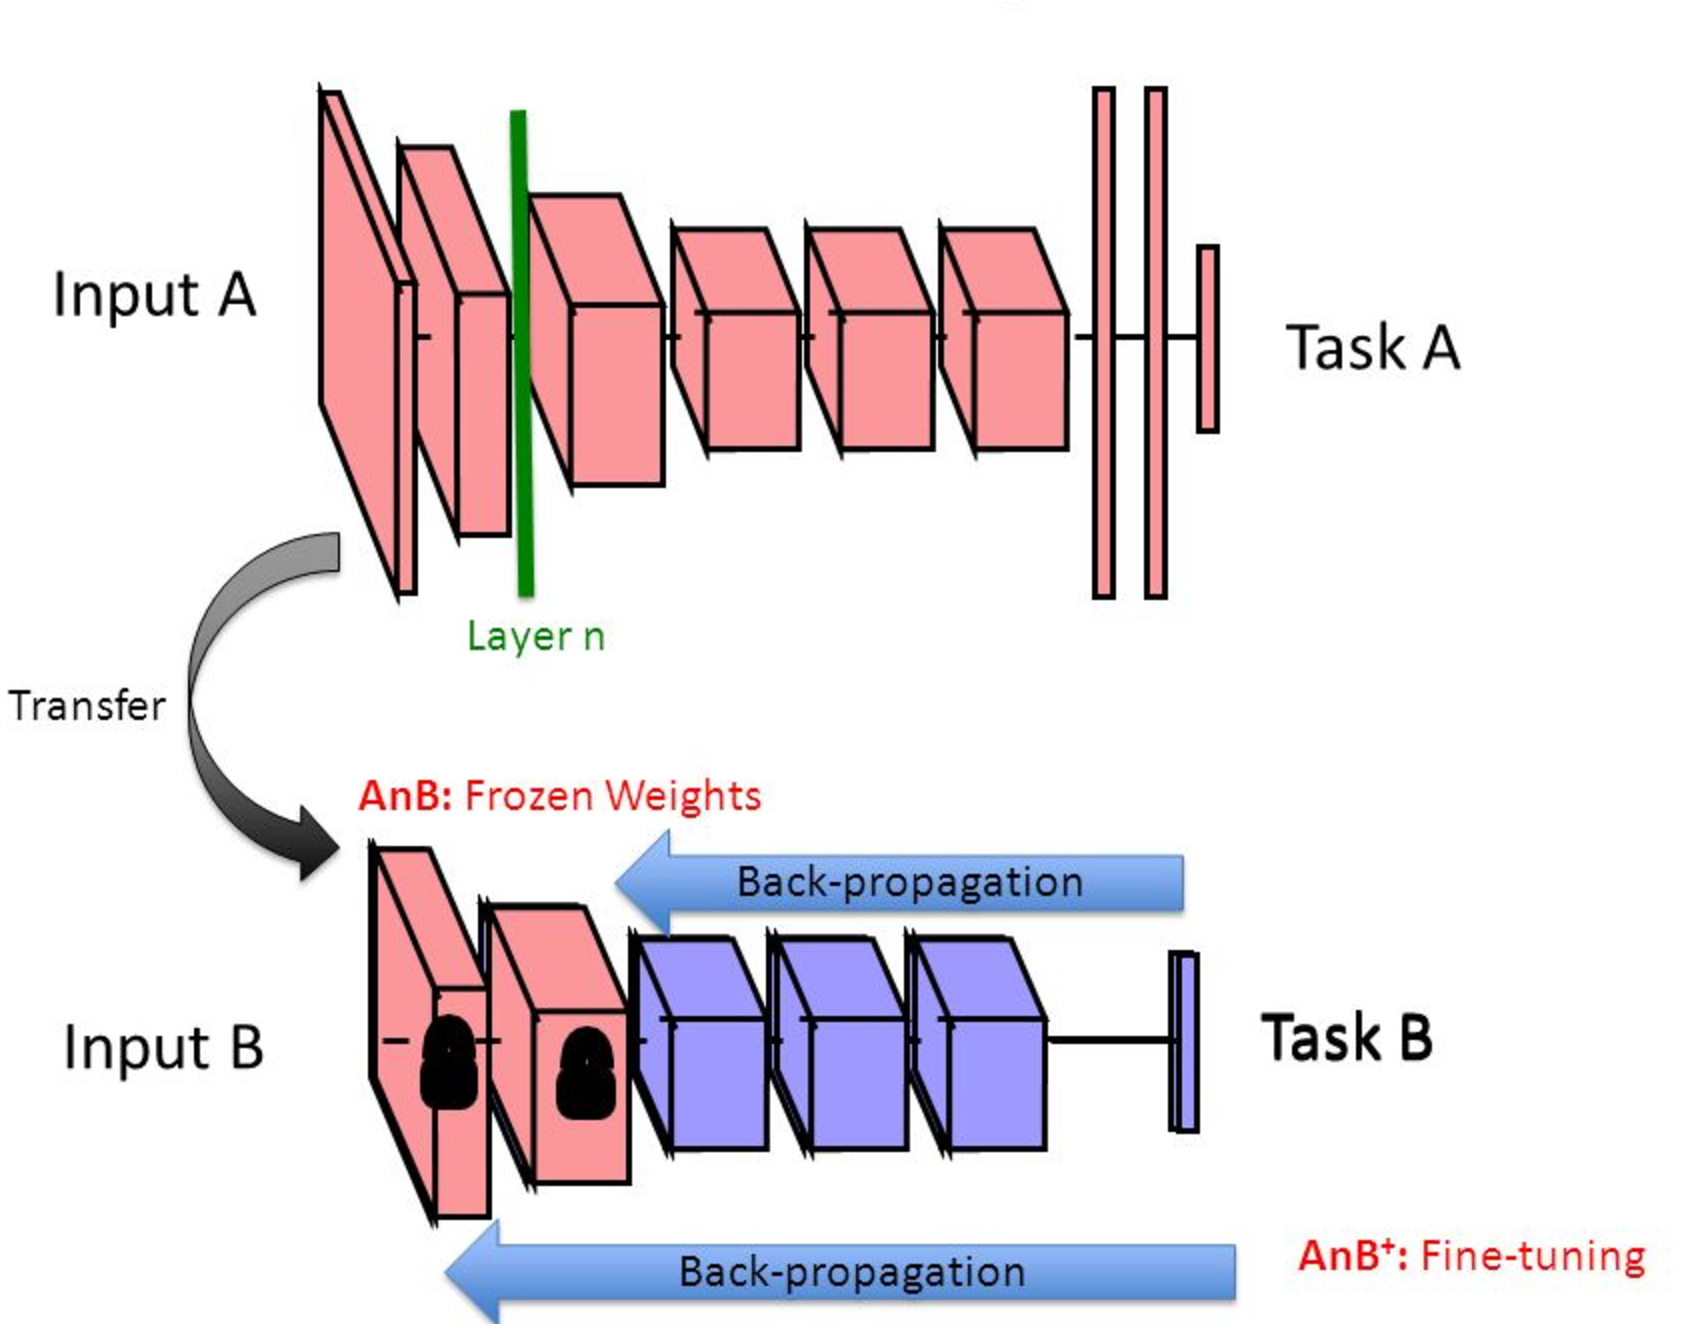 Input A
Task A
Layer n
Transfer
AnB: Frozen Weights
Back-propagation
Input B
Task B
Back-propagation
AnB⁺: Fine-tuning